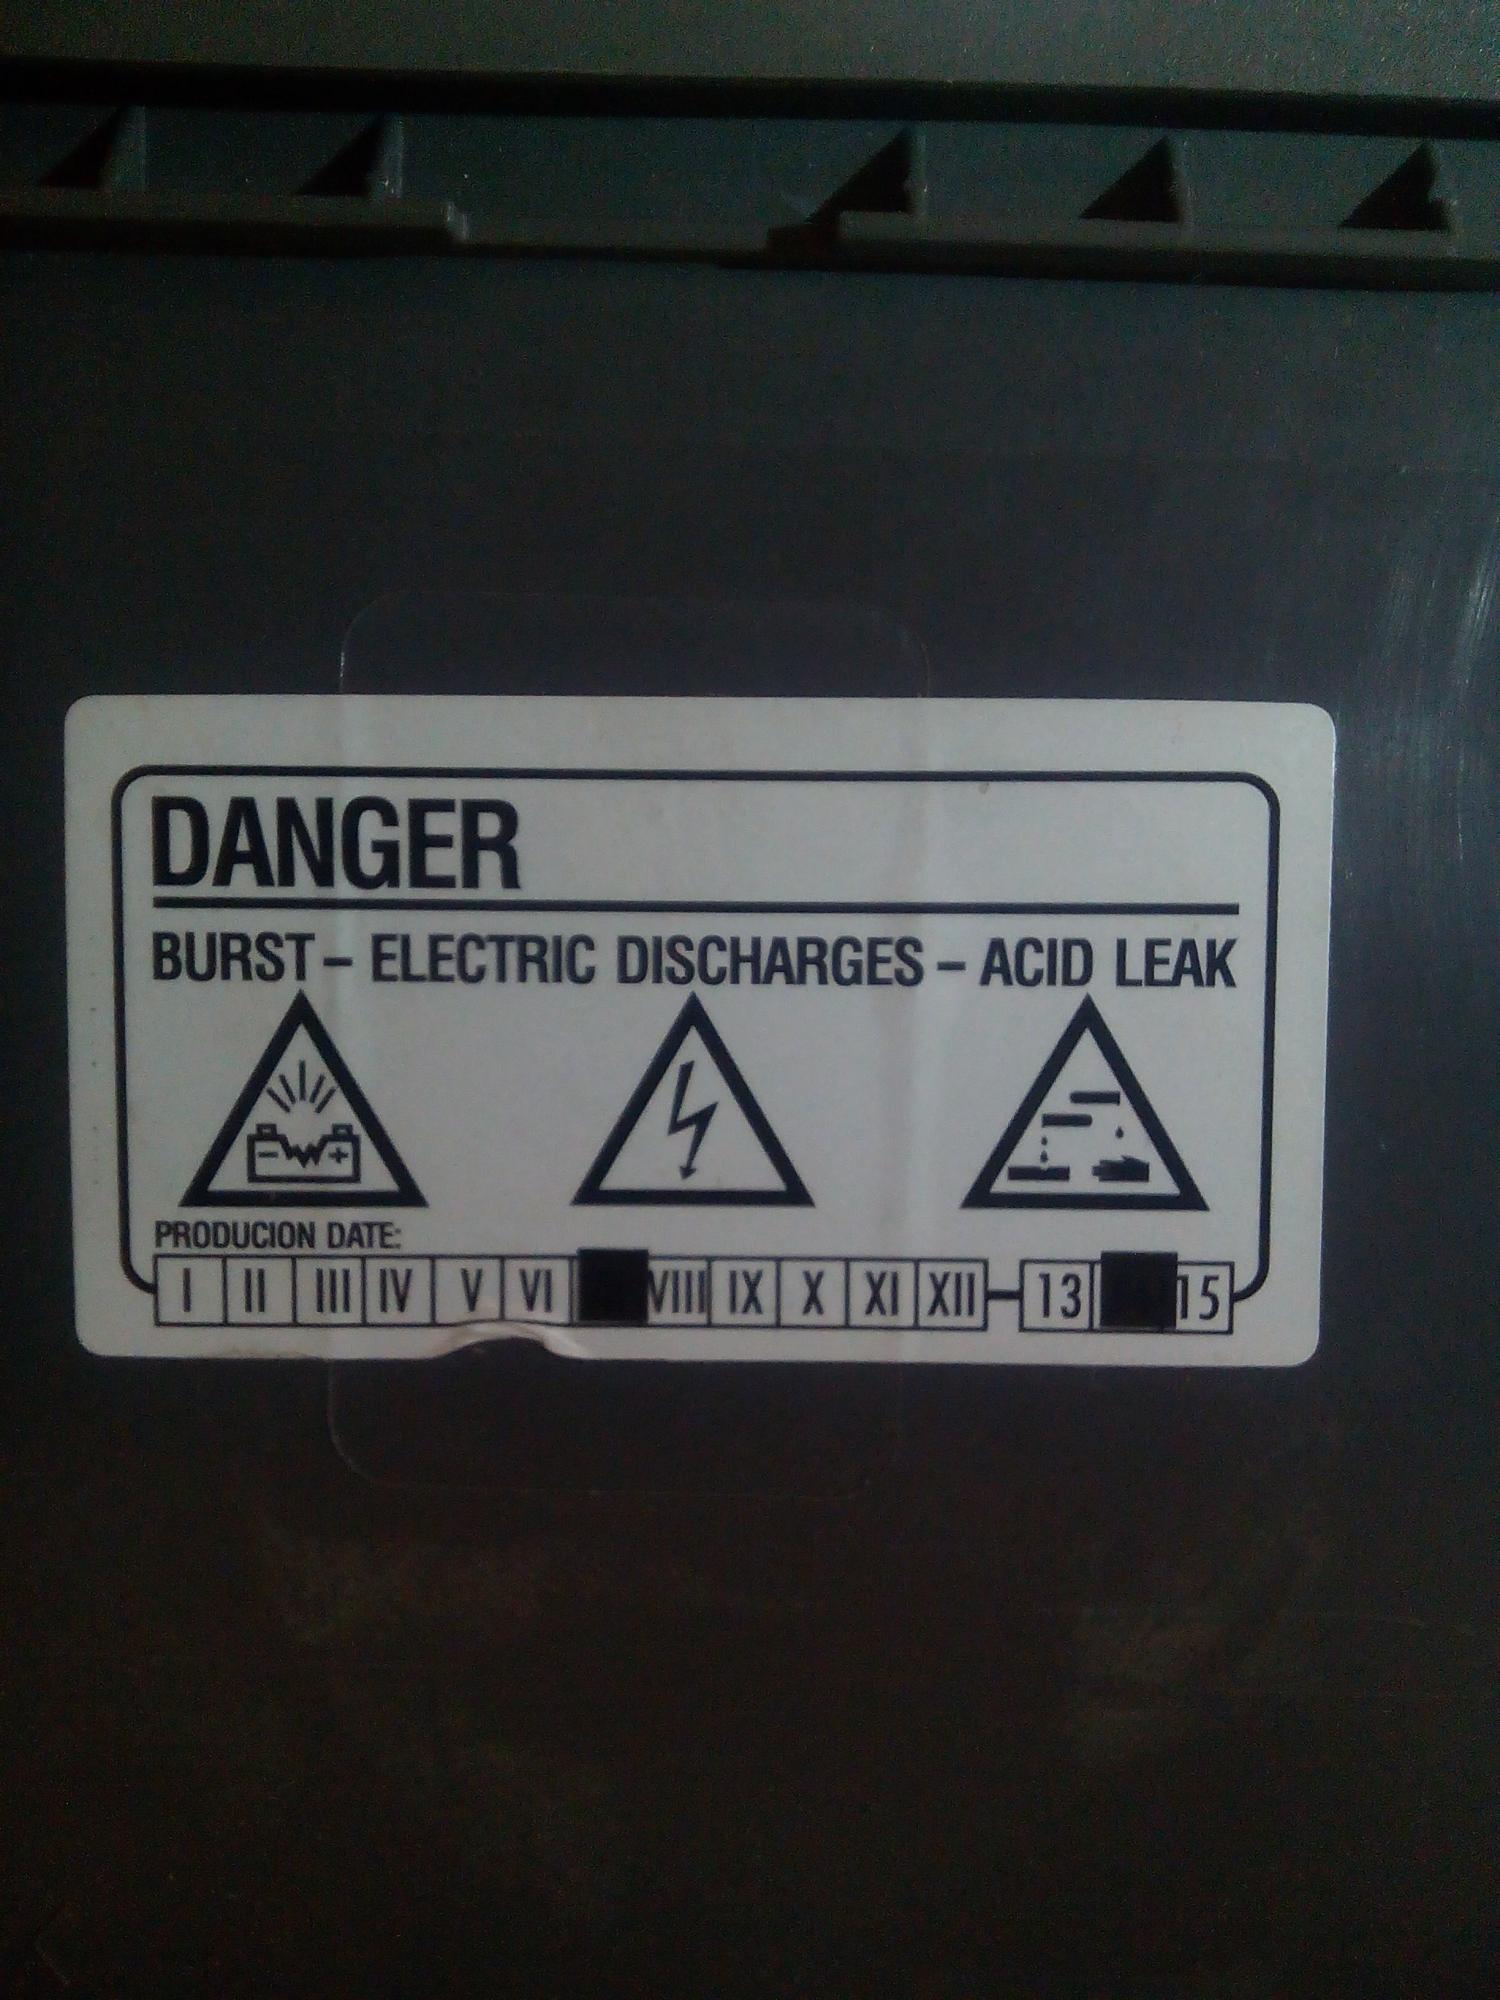 DANGER
BURST – ELECTRIC DISCHARGES – ACID LEAK
PRODUCION DATE:
I II III IV V VI VIII IX X XI XII – 13 15